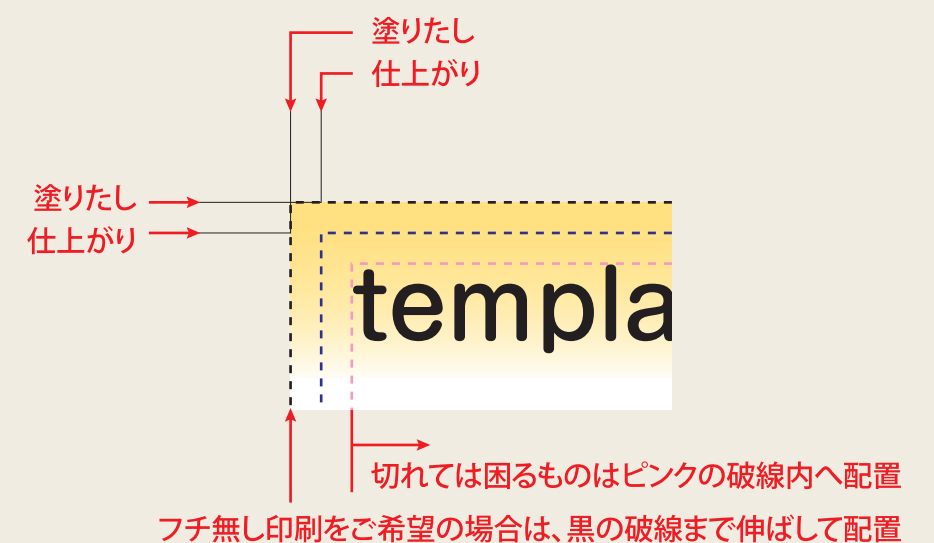 塗りたし
仕上がり
塗りたし
仕上がり
templa
切れては困るものはピンクの破線内へ配置
フチ無し印刷をご希望の場合は、黒の破線まで伸ばして配置